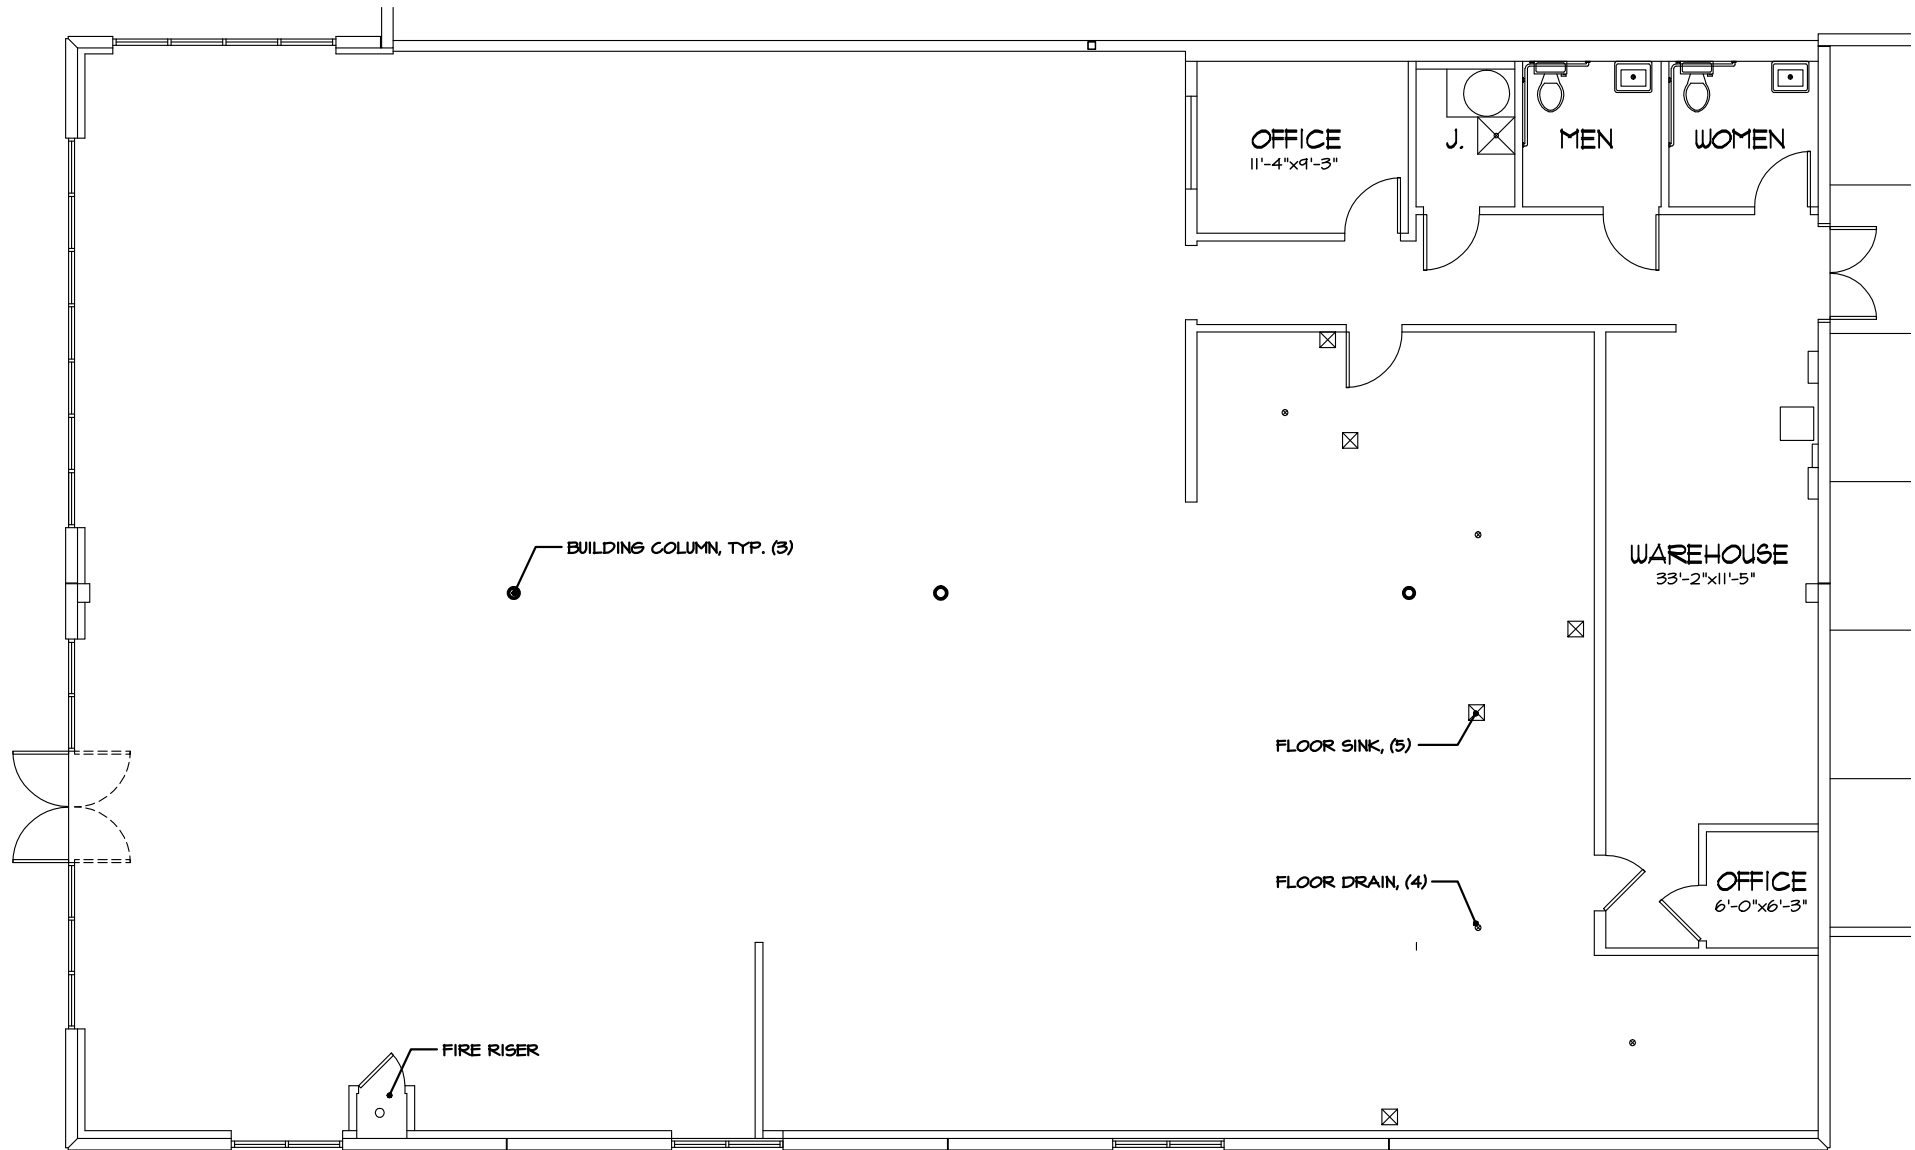 OFFICE
11'-4"x9'-3"
J.
MEN
WOMEN
BUILDING COLUMN, TYP. (3)
WAREHOUSE
33'-2"x11'-5"
FLOOR SINK, (5)
FLOOR DRAIN, (4)
OFFICE
6'-0"x6'-3"
FIRE RISER